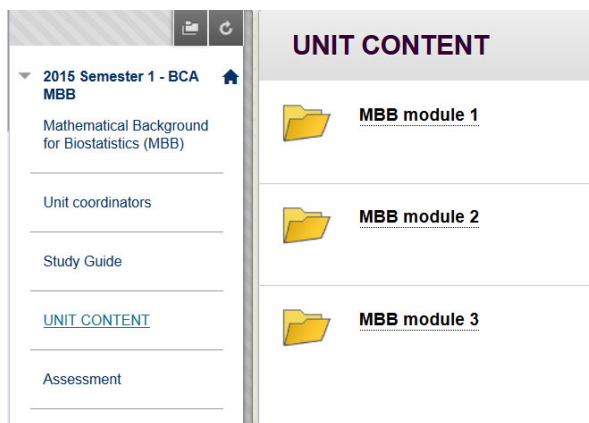 2015 Semester 1 - BCA
MBB
Mathematical Background
for Biostatistics (MBB)
Unit coordinators
Study Guide
UNIT CONTENT
Assessment
UNIT CONTENT
MBB module 1
MBB module 2
MBB module 3